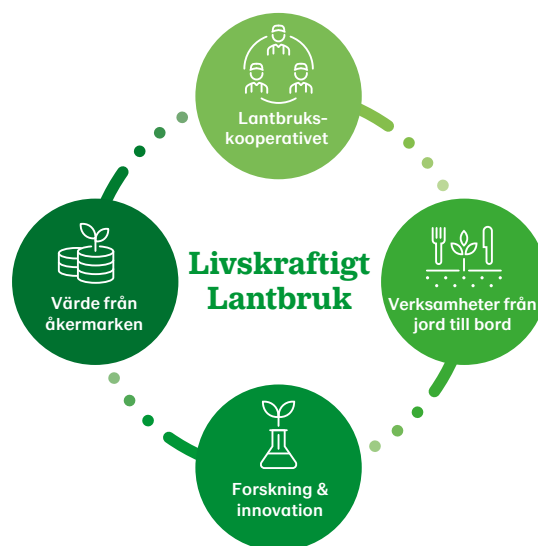 Lantbruks-
kooperativet
Livskraftigt
Lantbruk
Värde från
åkermarken
Verksamheter från
jord till bord
Forskning &
innovation